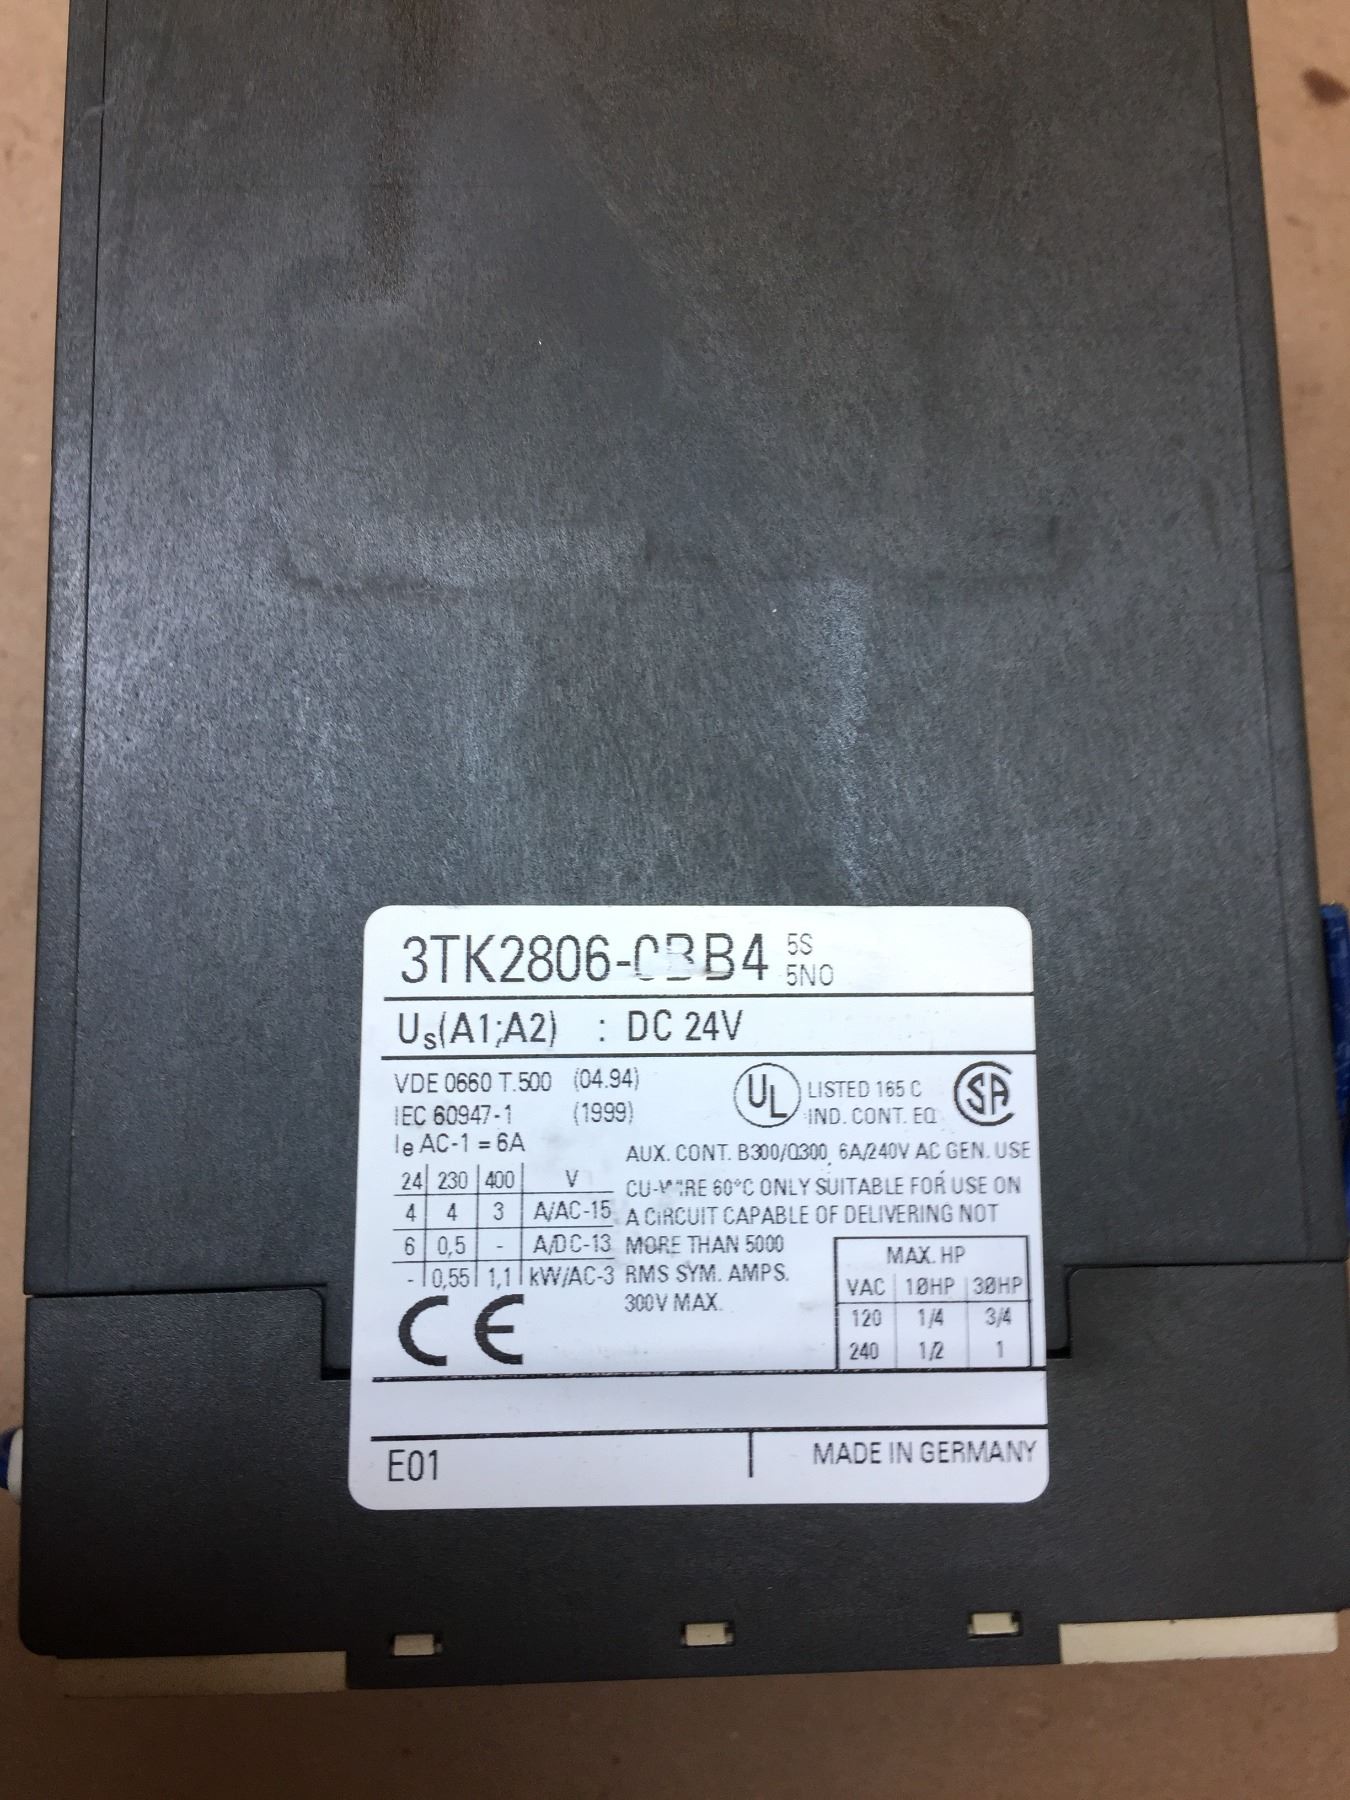 3TK2806-0BB4 5S
5NO
Us(A1;A2) : DC 24V
VDE 0660 T.500 (04.94)
IEC 60947-1 (1999)
Ie AC-1 = 6A
UL LISTED 165 C
IND. CONT. EQ
SA
AUX. CONT. B300/Q300, 6A/240V AC GEN. USE
CU-WIRE 60°C ONLY SUITABLE FOR USE ON
A CIRCUIT CAPABLE OF DELIVERING NOT
MORE THAN 5000
RMS SYM. AMPS.
300V MAX.
24 230 400 V
4 4 3 A/AC-15
6 0,5 - A/DC-13
- 0,55 1,1 kW/AC-3
MAX. HP
VAC 1ØHP 3ØHP
120 1/4 3/4
240 1/2 1
CE
E01 MADE IN GERMANY